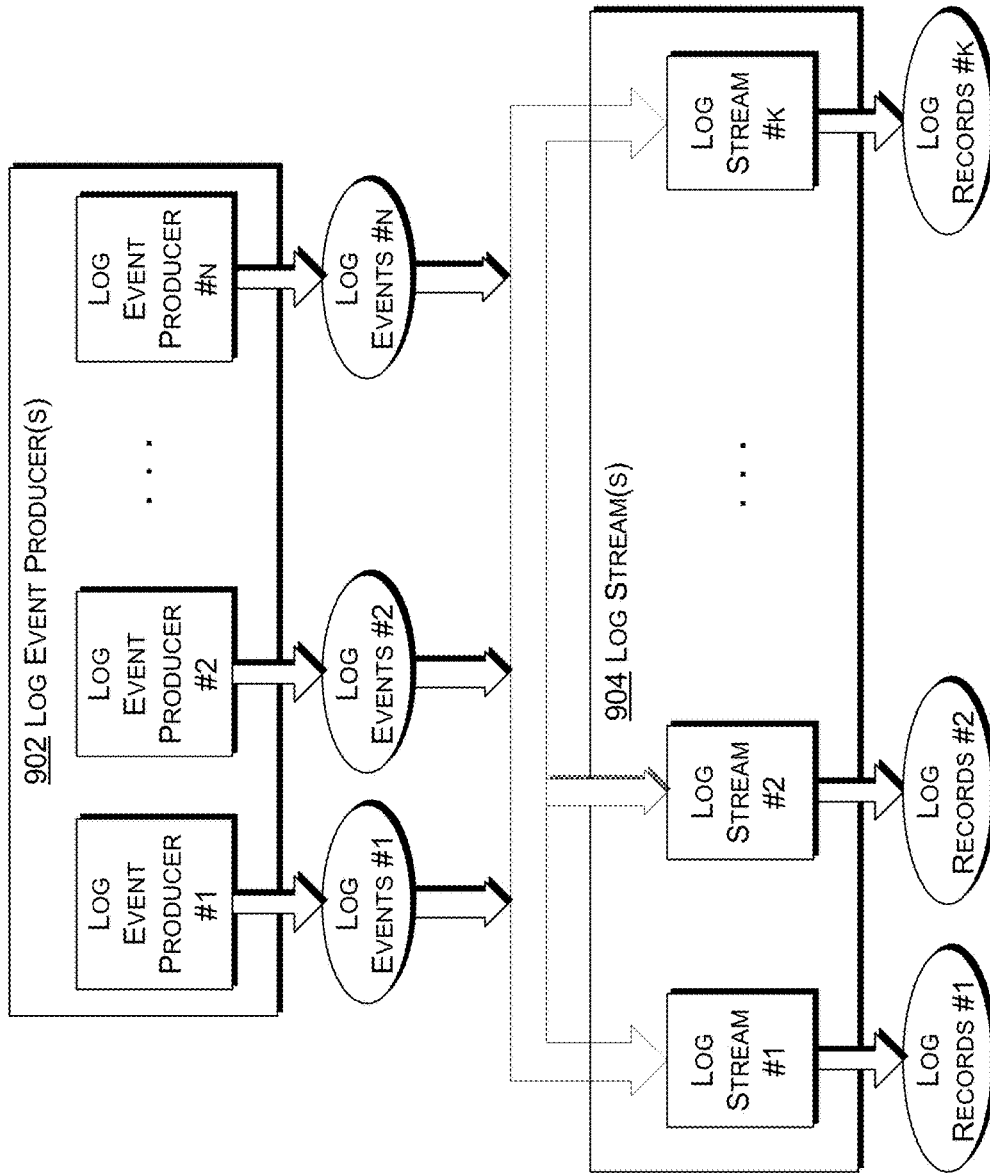 902 LOG EVENT PRODUCER(S)
LOG
EVENT
PRODUCER
#1
LOG
EVENT
PRODUCER
#2
. . .
LOG
EVENT
PRODUCER
#N
LOG
EVENTS #1
LOG
EVENTS #2
LOG
EVENTS #N
904 LOG STREAM(S)
LOG
STREAM
#1
LOG
STREAM
#2
. . .
LOG
STREAM
#K
LOG
RECORDS #1
LOG
RECORDS #2
LOG
RECORDS #K